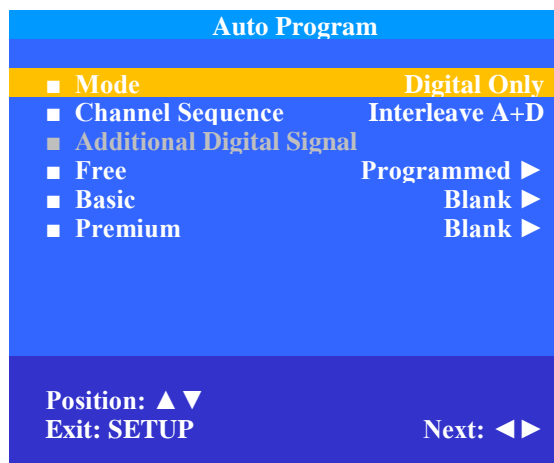 Auto Program
■ Mode Digital Only
■ Channel Sequence Interleave A+D
■ Additional Digital Signal
■ Free Programmed ►
■ Basic Blank ►
■ Premium Blank ►
Position: ▲▼
Exit: SETUP Next: ◄►